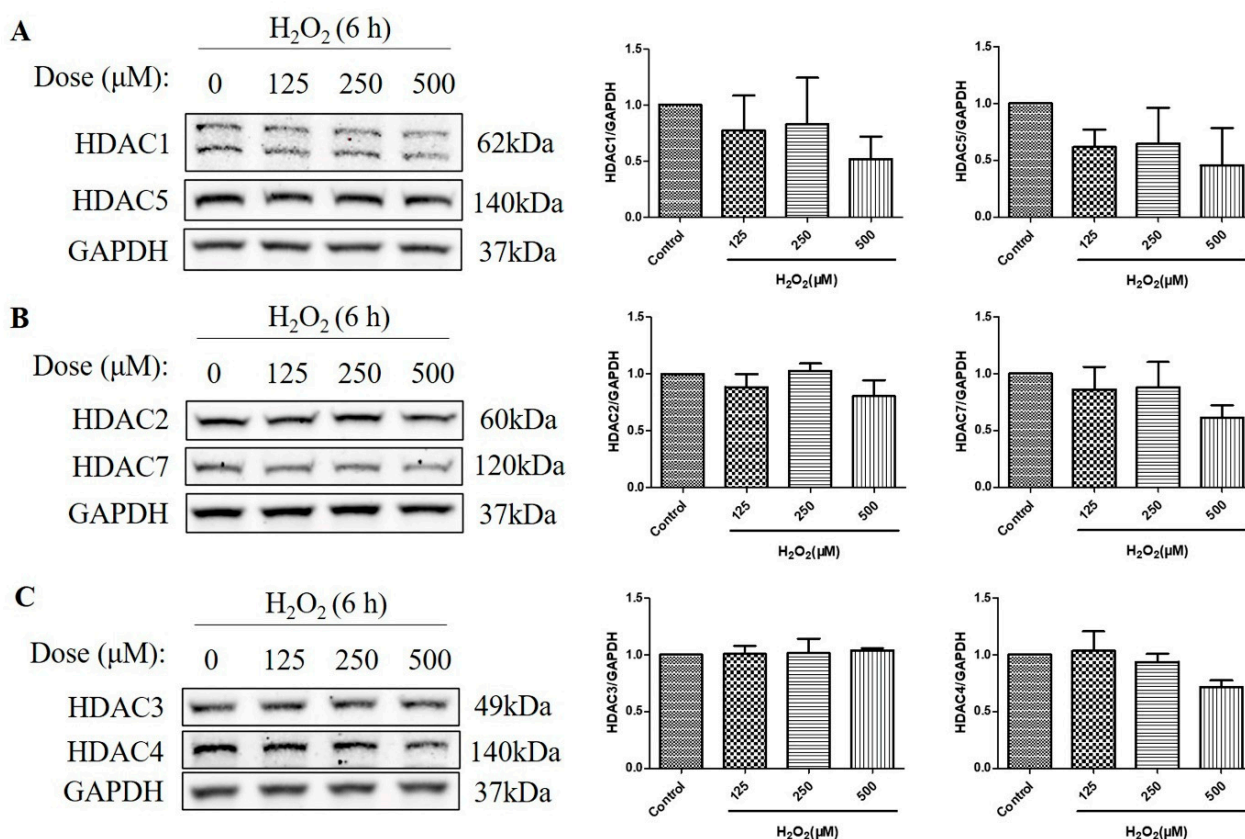 A
H₂O₂ (6 h)
Dose (μM): 0 125 250 500
HDAC1 62kDa
HDAC5 140kDa
GAPDH 37kDa
HDAC1/GAPDH
1.5
1.0
0.5
0.0
Control 125 250 500
H₂O₂(μM)
HDAC5/GAPDH
1.5
1.0
0.5
0.0
Control 125 250 500
H₂O₂(μM)
B
H₂O₂ (6 h)
Dose (μM): 0 125 250 500
HDAC2 60kDa
HDAC7 120kDa
GAPDH 37kDa
HDAC2/GAPDH
1.5
1.0
0.5
0.0
Control 125 250 500
H₂O₂(μM)
HDAC7/GAPDH
1.5
1.0
0.5
0.0
Control 125 250 500
H₂O₂(μM)
C
H₂O₂ (6 h)
Dose (μM): 0 125 250 500
HDAC3 49kDa
HDAC4 140kDa
GAPDH 37kDa
HDAC3/GAPDH
1.5
1.0
0.5
0.0
Control 125 250 500
H₂O₂(μM)
HDAC4/GAPDH
1.5
1.0
0.5
0.0
Control 125 250 500
H₂O₂(μM)